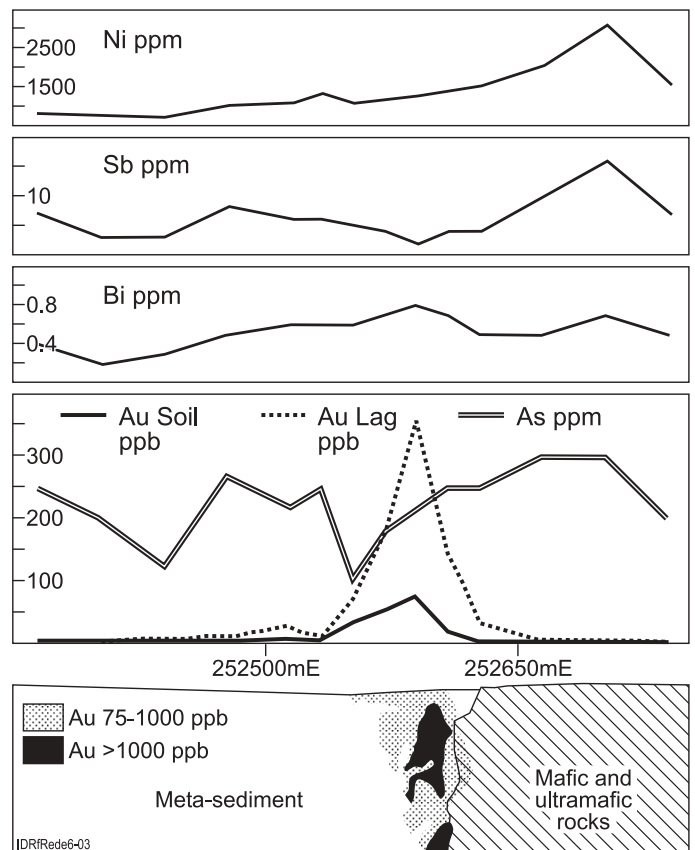 Ni ppm
2500
1500
Sb ppm
10
Bi ppm
0.8
0.4
Au Soil
ppb
Au Lag
ppb
As ppm
300
200
100
252500mE
252650mE
Au 75-1000 ppb
Au >1000 ppb
Meta-sediment
Mafic and
ultramafic
rocks
IDRfRede6-03